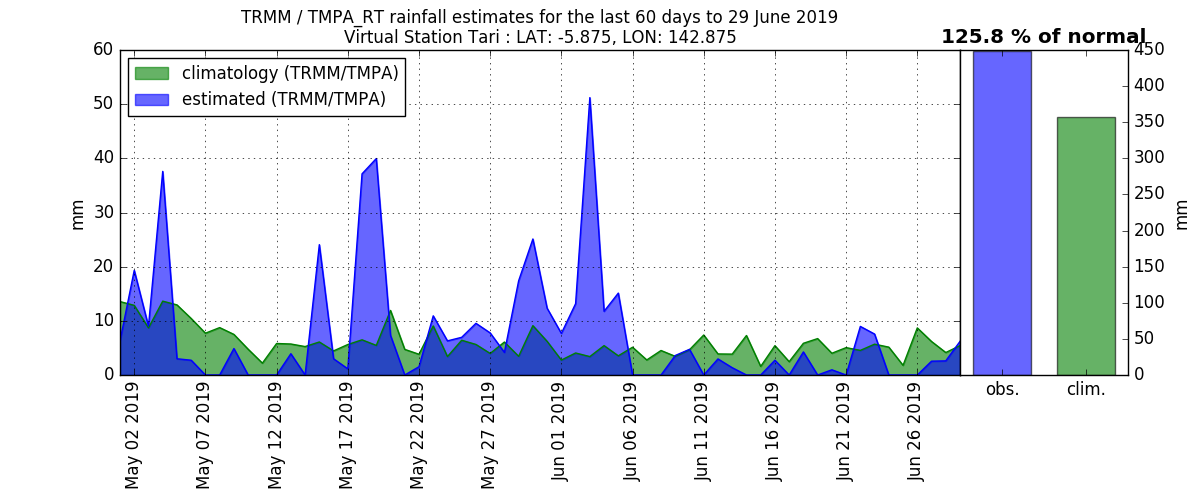 TRMM / TMPA_RT rainfall estimates for the last 60 days to 29 June 2019
Virtual Station Tari : LAT: -5.875, LON: 142.875
125.8 % of normal
climatology (TRMM/TMPA)
estimated (TRMM/TMPA)
mm
60
50
40
30
20
10
0
450
400
350
300
250
200
150
100
50
0
mm
May 02 2019
May 07 2019
May 12 2019
May 17 2019
May 22 2019
May 27 2019
Jun 01 2019
Jun 06 2019
Jun 11 2019
Jun 16 2019
Jun 21 2019
Jun 26 2019
obs.
clim.